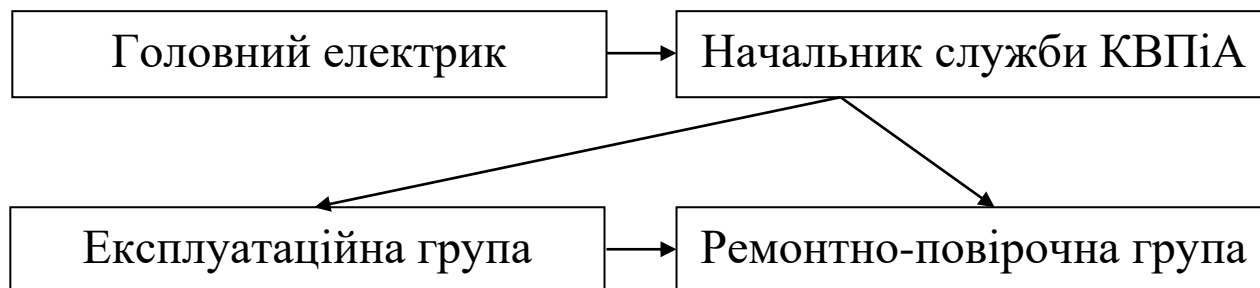 Головний електрик
Начальник служби КВПіА
Експлуатаційна група
Ремонтно-повірочна група